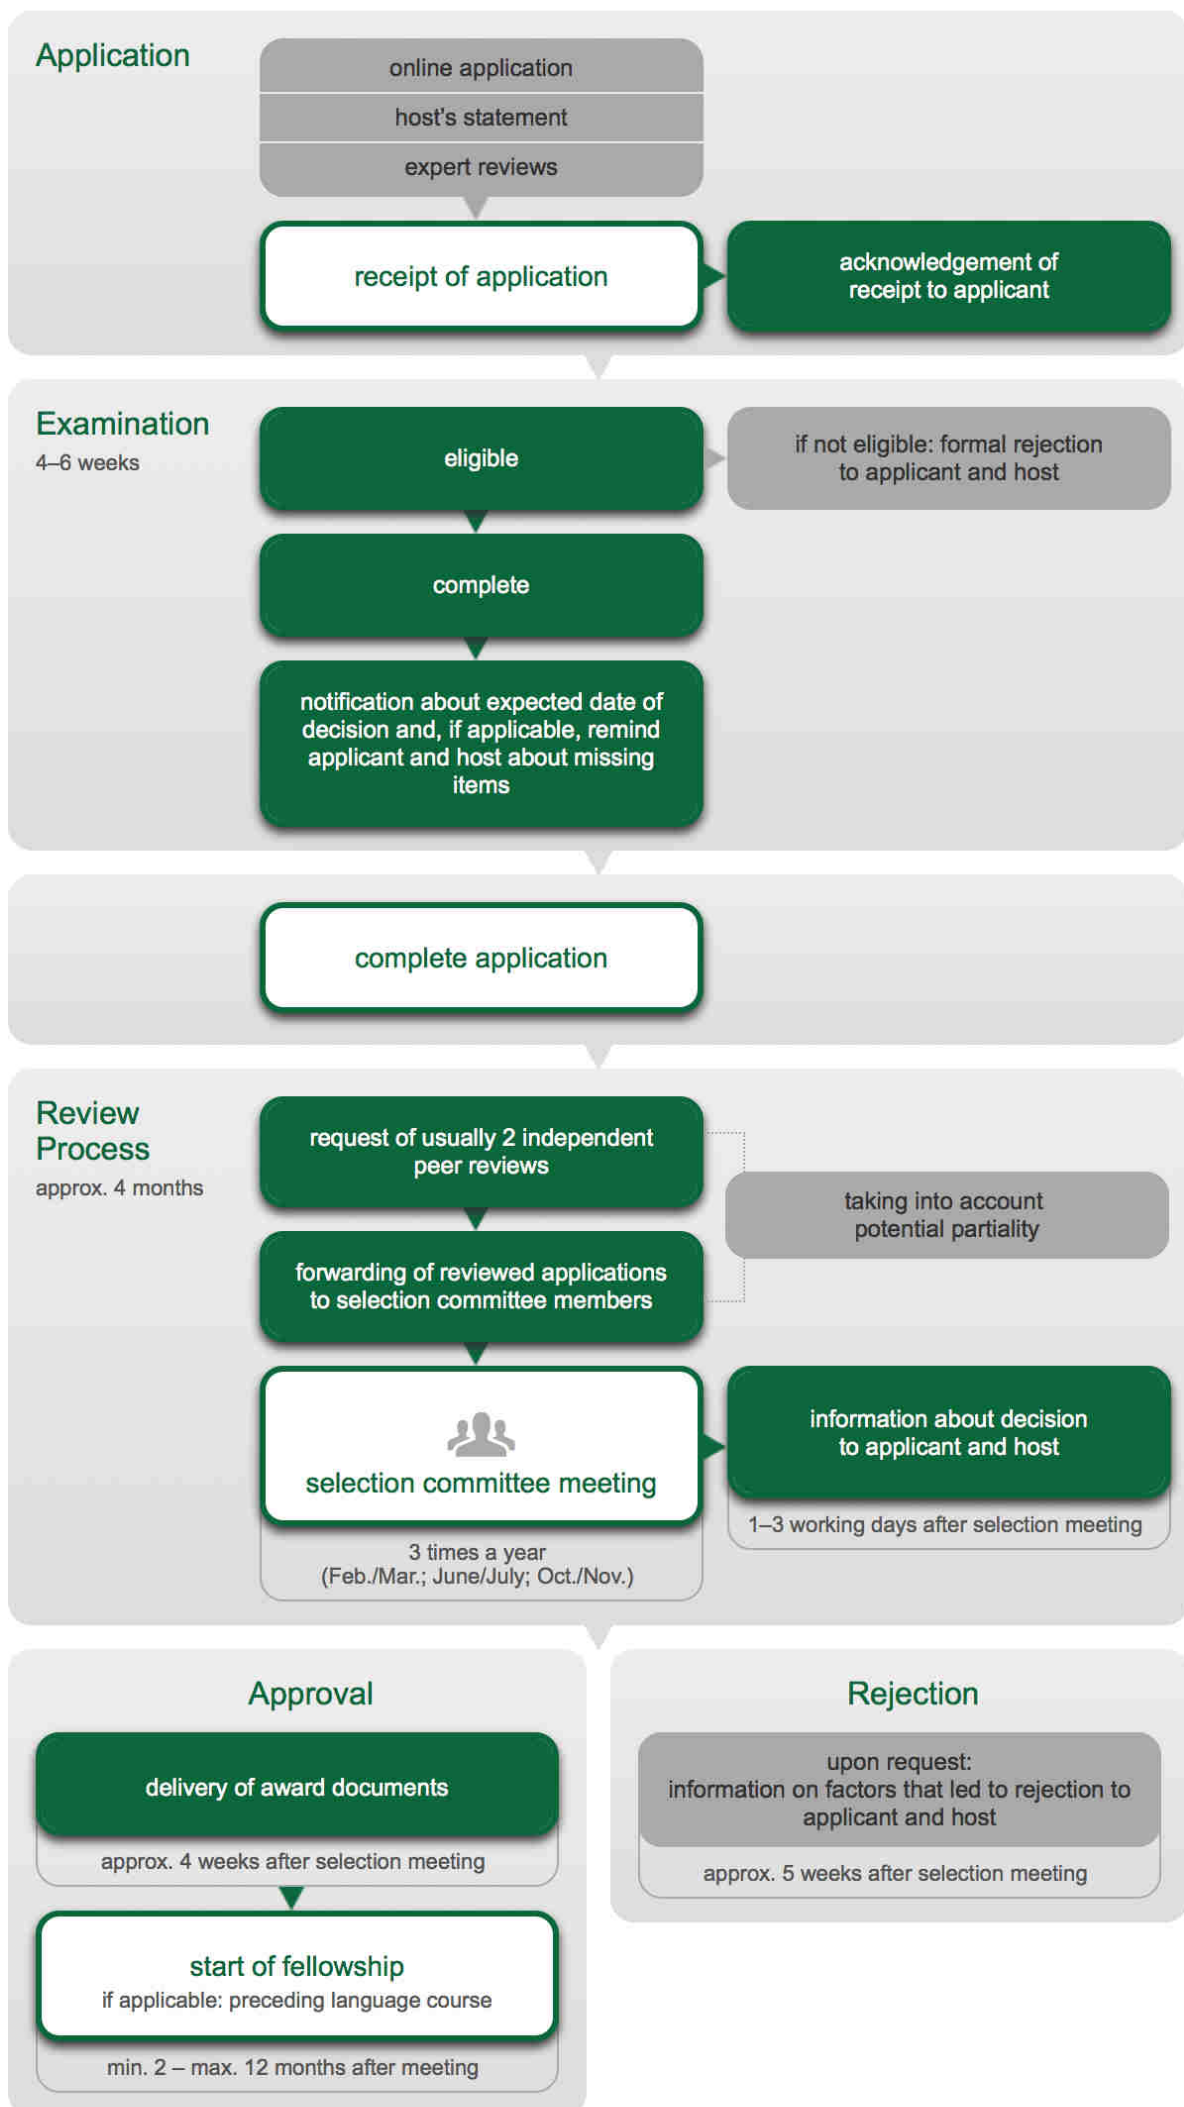 Application
online application
host's statement
expert reviews
receipt of application
acknowledgement of
receipt to applicant
Examination
4–6 weeks
eligible
if not eligible: formal rejection
to applicant and host
complete
notification about expected date of
decision and, if applicable, remind
applicant and host about missing
items
complete application
Review
Process
approx. 4 months
request of usually 2 independent
peer reviews
taking into account
potential partiality
forwarding of reviewed applications
to selection committee members
selection committee meeting
3 times a year
(Feb./Mar.; June/July; Oct./Nov.)
information about decision
to applicant and host
1–3 working days after selection meeting
Approval
delivery of award documents
approx. 4 weeks after selection meeting
start of fellowship
if applicable: preceding language course
min. 2 – max. 12 months after meeting
Rejection
upon request:
information on factors that led to rejection to
applicant and host
approx. 5 weeks after selection meeting